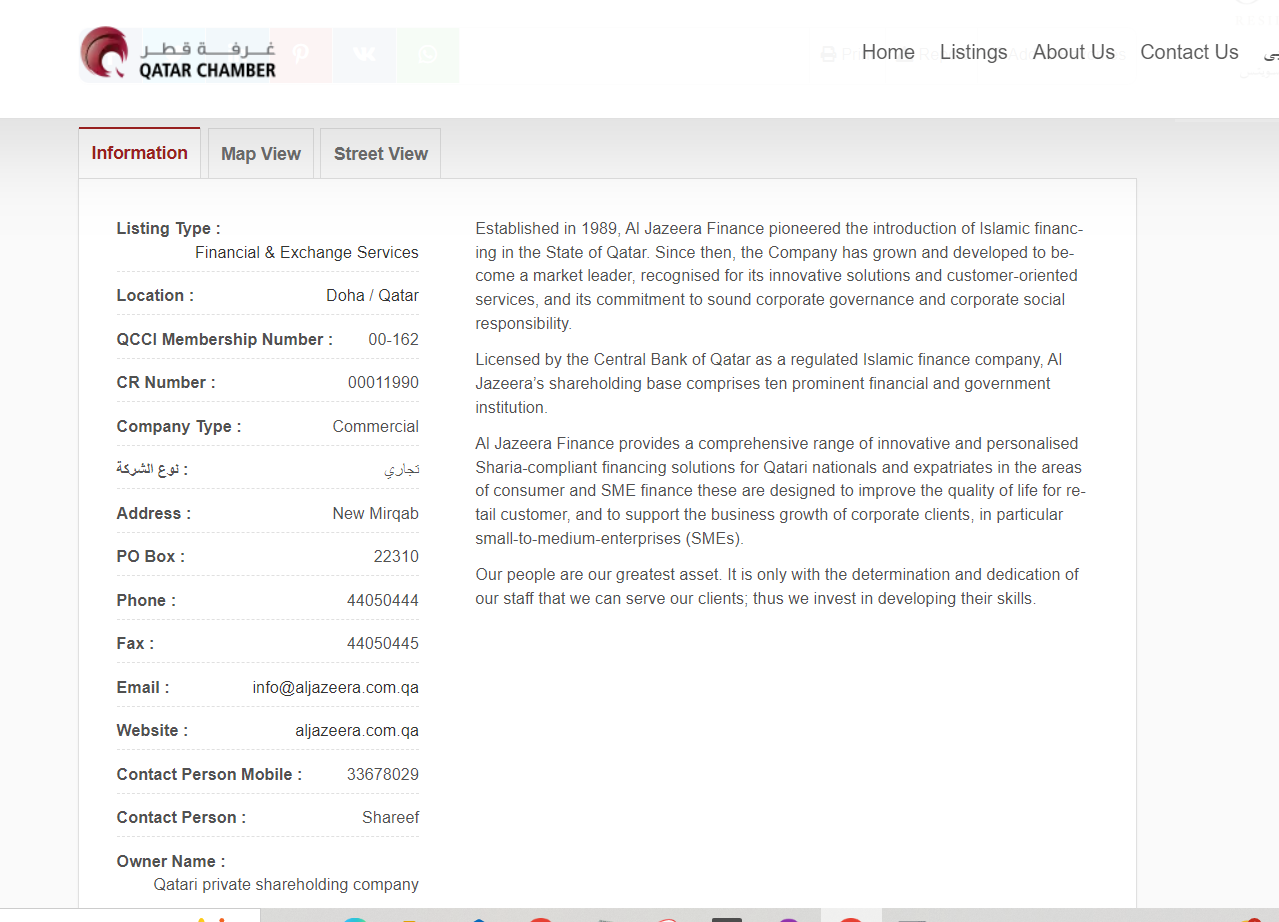 غرفة قطر
QATAR CHAMBER
Home
Listings
About Us
Contact Us
Information
Map View
Street View
Listing Type :
Financial & Exchange Services
Location : Doha / Qatar
QCCI Membership Number : 00-162
CR Number : 00011990
Company Type : Commercial
نوع الشركة : تجاري
Address : New Mirqab
PO Box : 22310
Phone : 44050444
Fax : 44050445
Email : info@aljazeera.com.qa
Website : aljazeera.com.qa
Contact Person Mobile : 33678029
Contact Person : Shareef
Owner Name :
Qatari private shareholding company
Established in 1989, Al Jazeera Finance pioneered the introduction of Islamic financ-
ing in the State of Qatar. Since then, the Company has grown and developed to be-
come a market leader, recognised for its innovative solutions and customer-oriented
services, and its commitment to sound corporate governance and corporate social
responsibility.
Licensed by the Central Bank of Qatar as a regulated Islamic finance company, Al
Jazeera’s shareholding base comprises ten prominent financial and government
institution.
Al Jazeera Finance provides a comprehensive range of innovative and personalised
Sharia-compliant financing solutions for Qatari nationals and expatriates in the areas
of consumer and SME finance these are designed to improve the quality of life for re-
tail customer, and to support the business growth of corporate clients, in particular
small-to-medium-enterprises (SMEs).
Our people are our greatest asset. It is only with the determination and dedication of
our staff that we can serve our clients; thus we invest in developing their skills.